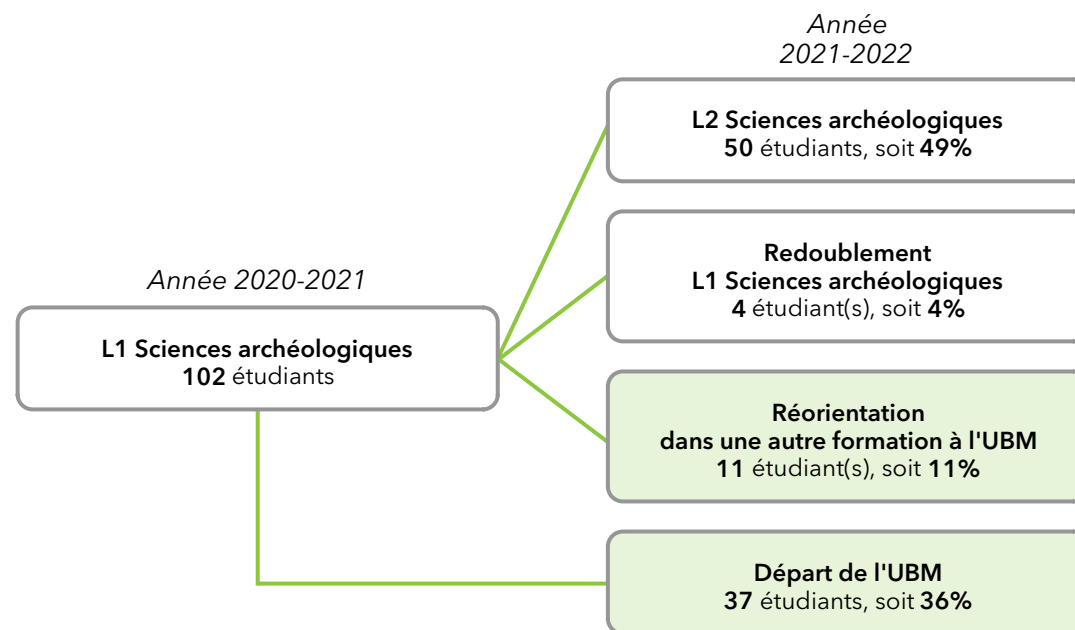 Année
2021-2022
L2 Sciences archéologiques
50 étudiants, soit 49%
Redoublement
L1 Sciences archéologiques
4 étudiant(s), soit 4%
Année 2020-2021
L1 Sciences archéologiques
102 étudiants
Réorientation
dans une autre formation à l'UBM
11 étudiant(s), soit 11%
Départ de l'UBM
37 étudiants, soit 36%